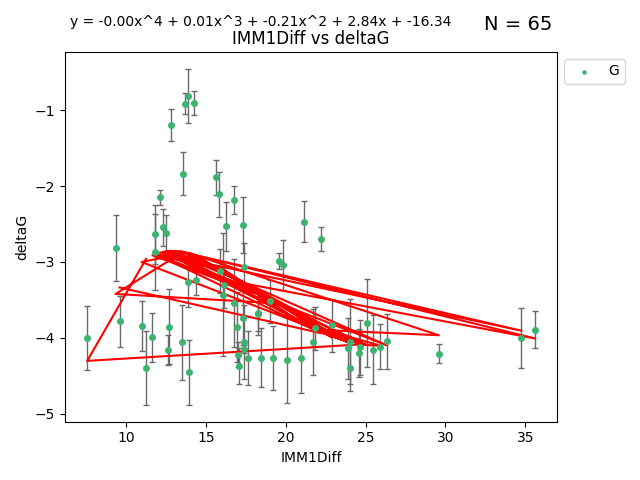 y = -0.00x^4 + 0.01x^3 + -0.21x^2 + 2.84x + -16.34
N = 65
IMM1Diff vs deltaG
G
deltaG
−1
−2
−3
−4
−5
10 15 20 25 30 35
IMM1Diff